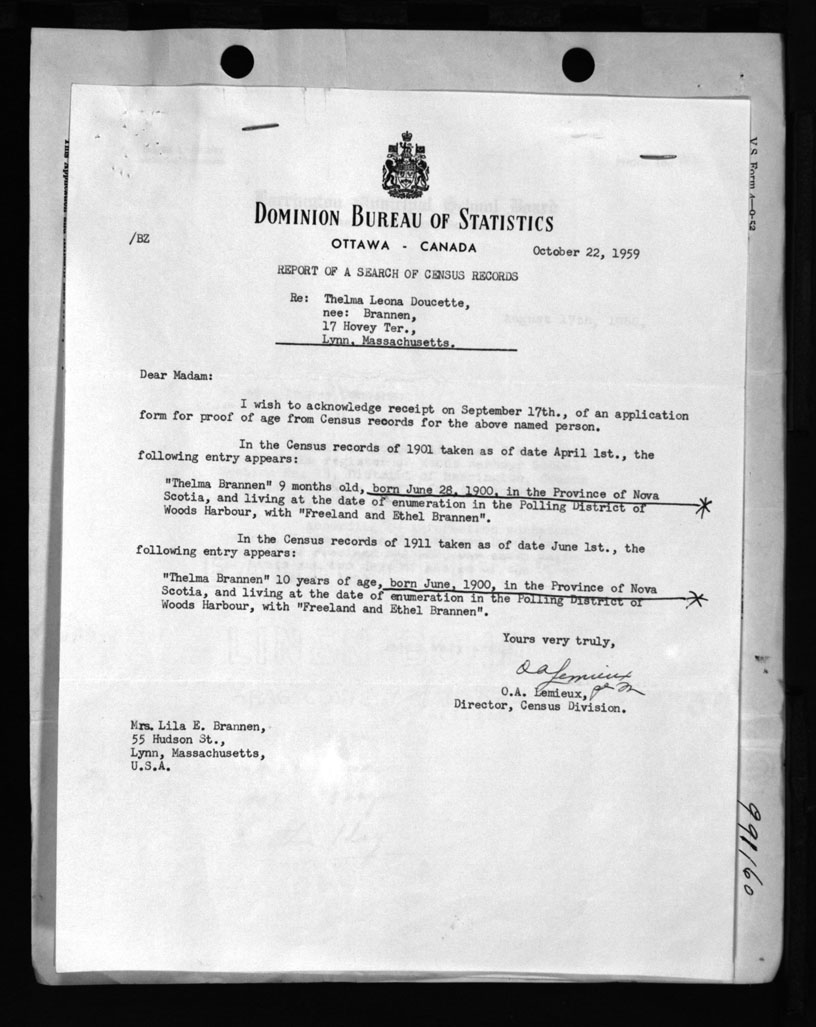 DOMINION BUREAU OF STATISTICS
OTTAWA - CANADA
/BZ
October 22, 1959
REPORT OF A SEARCH OF CENSUS RECORDS
Re: Thelma Leona Doucette,
nee: Brannen,
17 Hovey Ter.,
Lynn, Massachusetts.
Dear Madam:
I wish to acknowledge receipt on September 17th., of an application
form for proof of age from Census records for the above named person.
In the Census records of 1901 taken as of date April 1st., the
following entry appears:
"Thelma Brannen" 9 months old, born June 28, 1900, in the Province of Nova
Scotia, and living at the date of enumeration in the Polling District of
Woods Harbour, with "Freeland and Ethel Brannen".
In the Census records of 1911 taken as of date June 1st., the
following entry appears:
"Thelma Brannen" 10 years of age, born June, 1900, in the Province of Nova
Scotia, and living at the date of enumeration in the Polling District of
Woods Harbour, with "Freeland and Ethel Brannen".
Yours very truly,
O A Lemieux
O.A. Lemieux,
Director, Census Division.
Mrs. Lila E. Brannen,
55 Hudson St.,
Lynn, Massachusetts,
U.S.A.
V.S. Form 4-9-52
991160